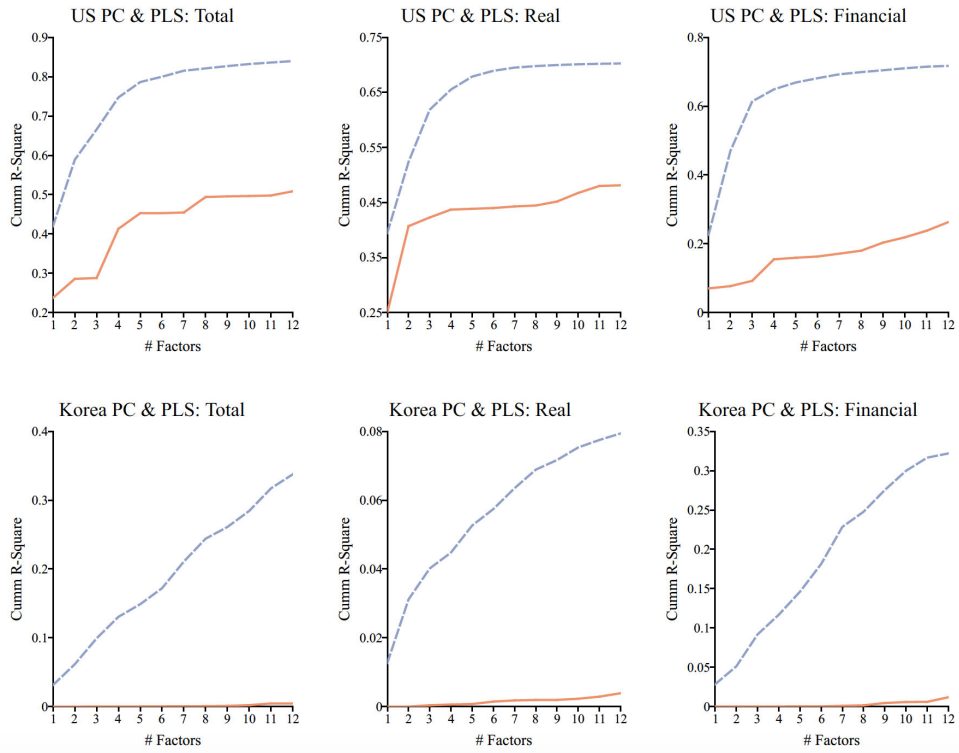 US PC & PLS: Total
Cumm R-Square
0.9
0.8
0.7
0.6
0.5
0.4
0.3
0.2
1 2 3 4 5 6 7 8 9 10 11 12
# Factors
US PC & PLS: Real
Cumm R-Square
0.75
0.65
0.55
0.45
0.35
0.25
1 2 3 4 5 6 7 8 9 10 11 12
# Factors
US PC & PLS: Financial
Cumm R-Square
0.8
0.6
0.4
0.2
0
1 2 3 4 5 6 7 8 9 10 11 12
# Factors
Korea PC & PLS: Total
Cumm R-Square
0.4
0.3
0.2
0.1
0
1 2 3 4 5 6 7 8 9 10 11 12
# Factors
Korea PC & PLS: Real
Cumm R-Square
0.08
0.06
0.04
0.02
0
1 2 3 4 5 6 7 8 9 10 11 12
# Factors
Korea PC & PLS: Financial
Cumm R-Square
0.35
0.3
0.25
0.2
0.15
0.1
0.05
0
1 2 3 4 5 6 7 8 9 10 11 12
# Factors